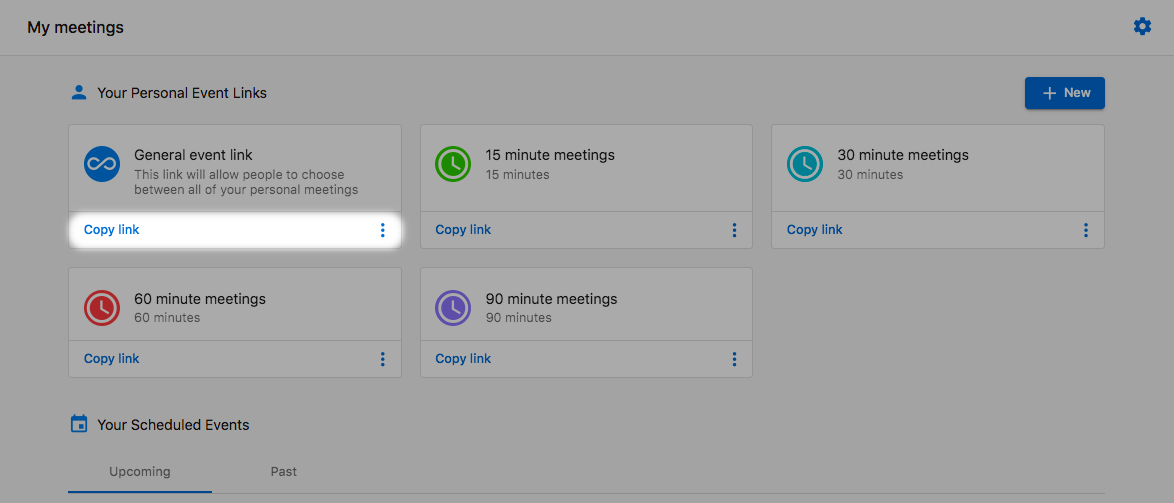 My meetings
Your Personal Event Links
New
General event link
This link will allow people to choose
between all of your personal meetings
Copy link
15 minute meetings
15 minutes
Copy link
30 minute meetings
30 minutes
Copy link
60 minute meetings
60 minutes
Copy link
90 minute meetings
90 minutes
Copy link
Your Scheduled Events
Upcoming
Past